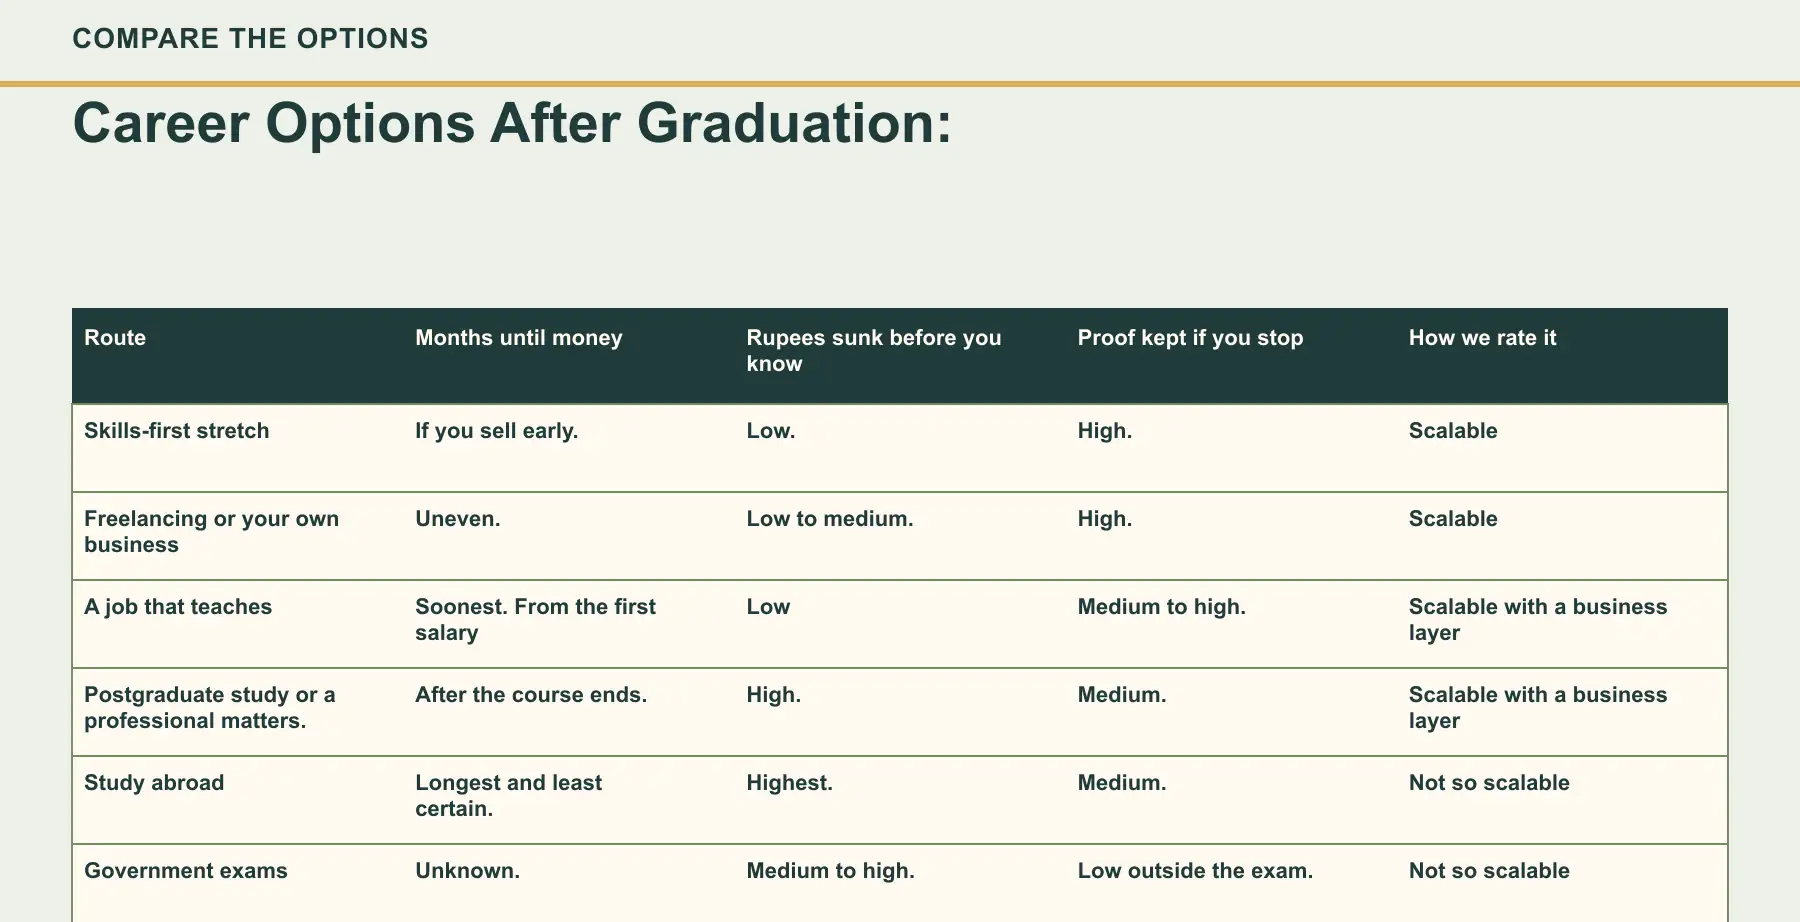 COMPARE THE OPTIONS
Career Options After Graduation:
Route
Months until money
Rupees sunk before you
know
Proof kept if you stop
How we rate it
Skills-first stretch
If you sell early.
Low.
High.
Scalable
Freelancing or your own
business
Uneven.
Low to medium.
High.
Scalable
A job that teaches
Soonest. From the first
salary
Low
Medium to high.
Scalable with a business
layer
Postgraduate study or a
professional matters.
After the course ends.
High.
Medium.
Scalable with a business
layer
Study abroad
Longest and least
certain.
Highest.
Medium.
Not so scalable
Government exams
Unknown.
Medium to high.
Low outside the exam.
Not so scalable